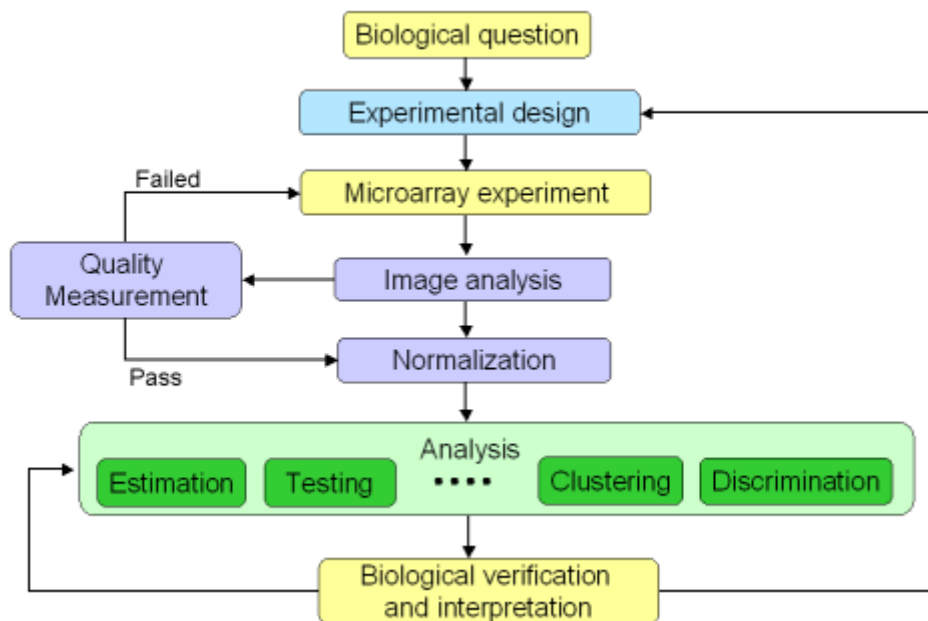 Biological question
Experimental design
Failed
Microarray experiment
Quality
Measurement
Image analysis
Normalization
Pass
Analysis
Estimation
Testing
....
Clustering
Discrimination
Biological verification
and interpretation